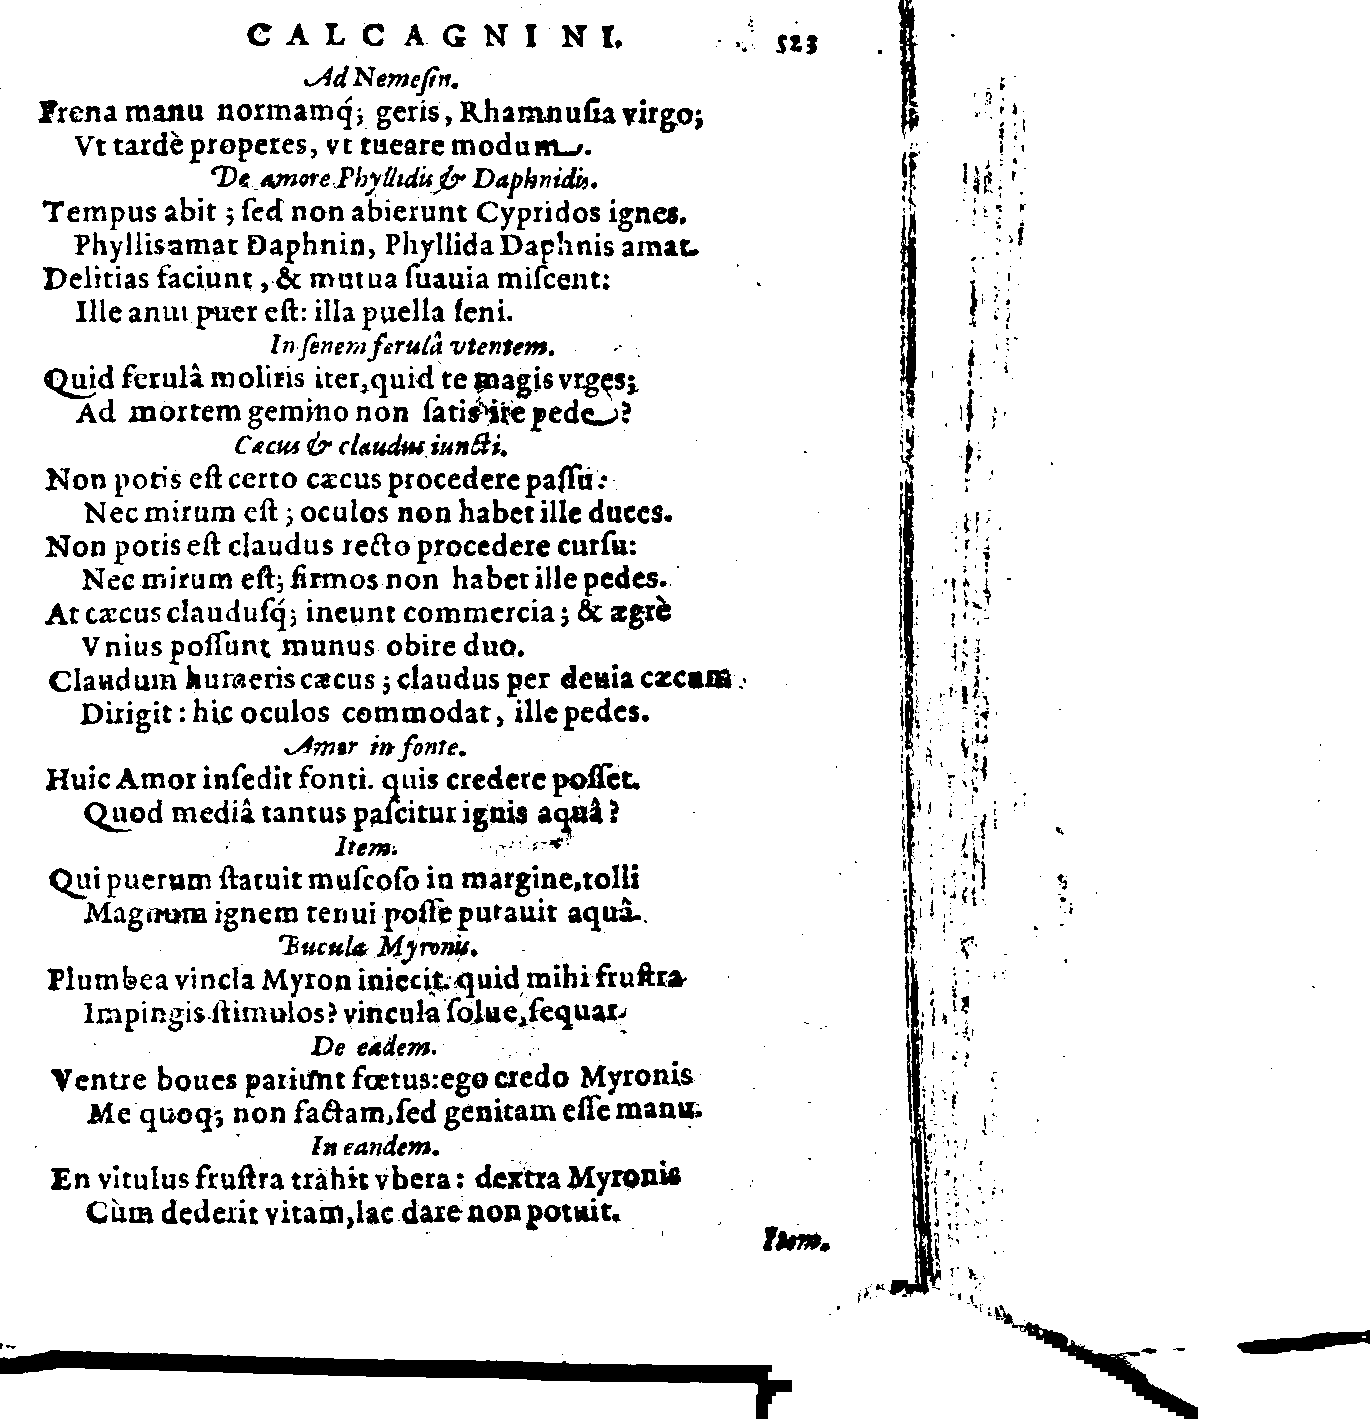 CALCAGNINI. 523
Ad Nemeſin.
Frena manu normamq́; geris, Rhamnuſia virgo;
Vt tardè properes, vt tueare modum.
De amore Phyllidis & Daphnidis.
Tempus abit; ſed non abierunt Cypridos ignes.
Phyllis amat Daphnin, Phyllida Daphnis amat.
Delitias faciunt, & mutua ſuauia miſcent:
Ille anui puer eſt: illa puella ſeni.
In ſenem ferulâ vtentem.
Quid ferulâ moliris iter, quid te magis vrges;
Ad mortem gemino non ſatis ire pede?
Cæcus & claudus iuncti.
Non potis eſt certo cæcus procedere paſſu:
Nec mirum eſt; oculos non habet ille duces.
Non potis eſt claudus recto procedere curſu:
Nec mirum eſt; firmos non habet ille pedes.
At cæcus clauduſq́; ineunt commercia; & ægrè
Vnius poſſunt munus obire duo.
Claudum humeris cæcus; claudus per deuia cæcum
Dirigit: hic oculos commodat, ille pedes.
Amor in fonte.
Huic Amor inſedit fonti. quis credere poſſet.
Quod mediâ tantus paſcitur ignis aquâ?
Item.
Qui puerum ſtatuit muſcoſo in margine, tolli
Magnum ignem tenui poſſe putauit aquâ.
Bucula Myronis.
Plumbea vincla Myron iniecit. quid mihi fruſtra
Impingis ſtimulos? vincula ſolue, ſequar.
De eadem.
Ventre boues pariunt fœtus: ego credo Myronis
Me quoq; non factam, ſed genitam eſſe manu.
In eandem.
En vitulus fruſtra trahit vbera: dextra Myronis
Cùm dederit vitam, lac dare non potuit.
Item.